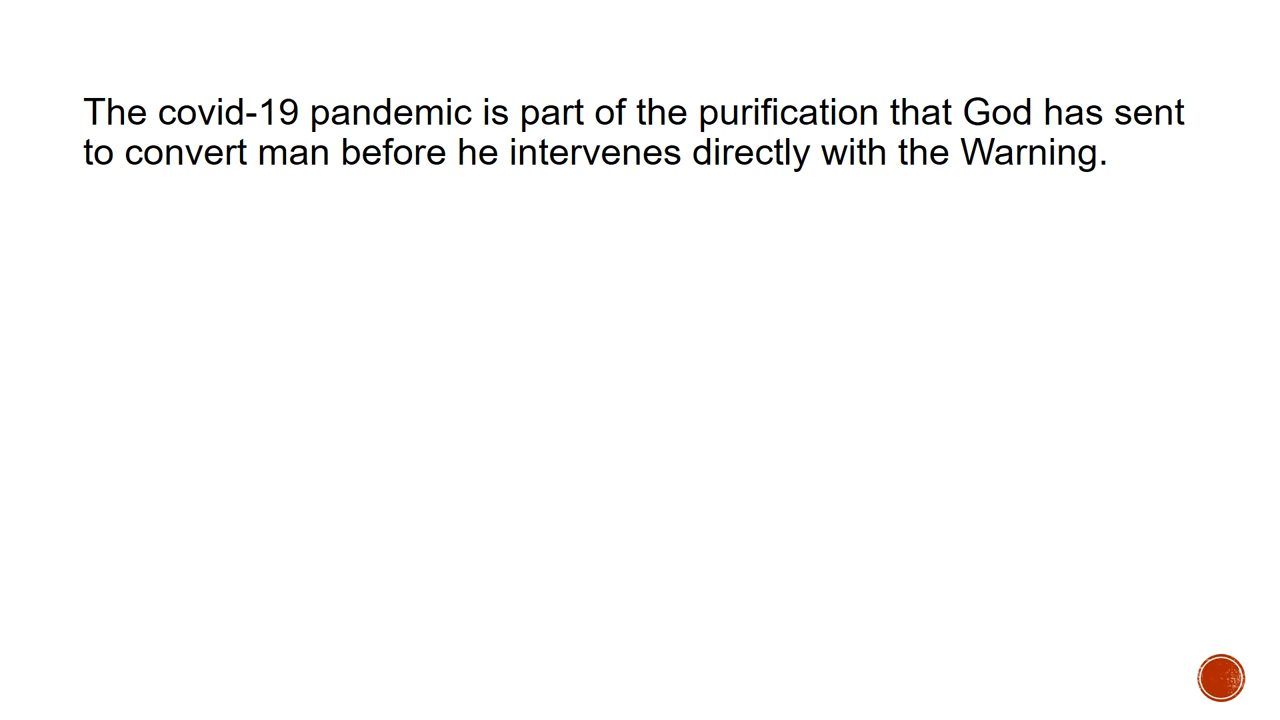 The covid-19 pandemic is part of the purification that God has sent
to convert man before he intervenes directly with the Warning.